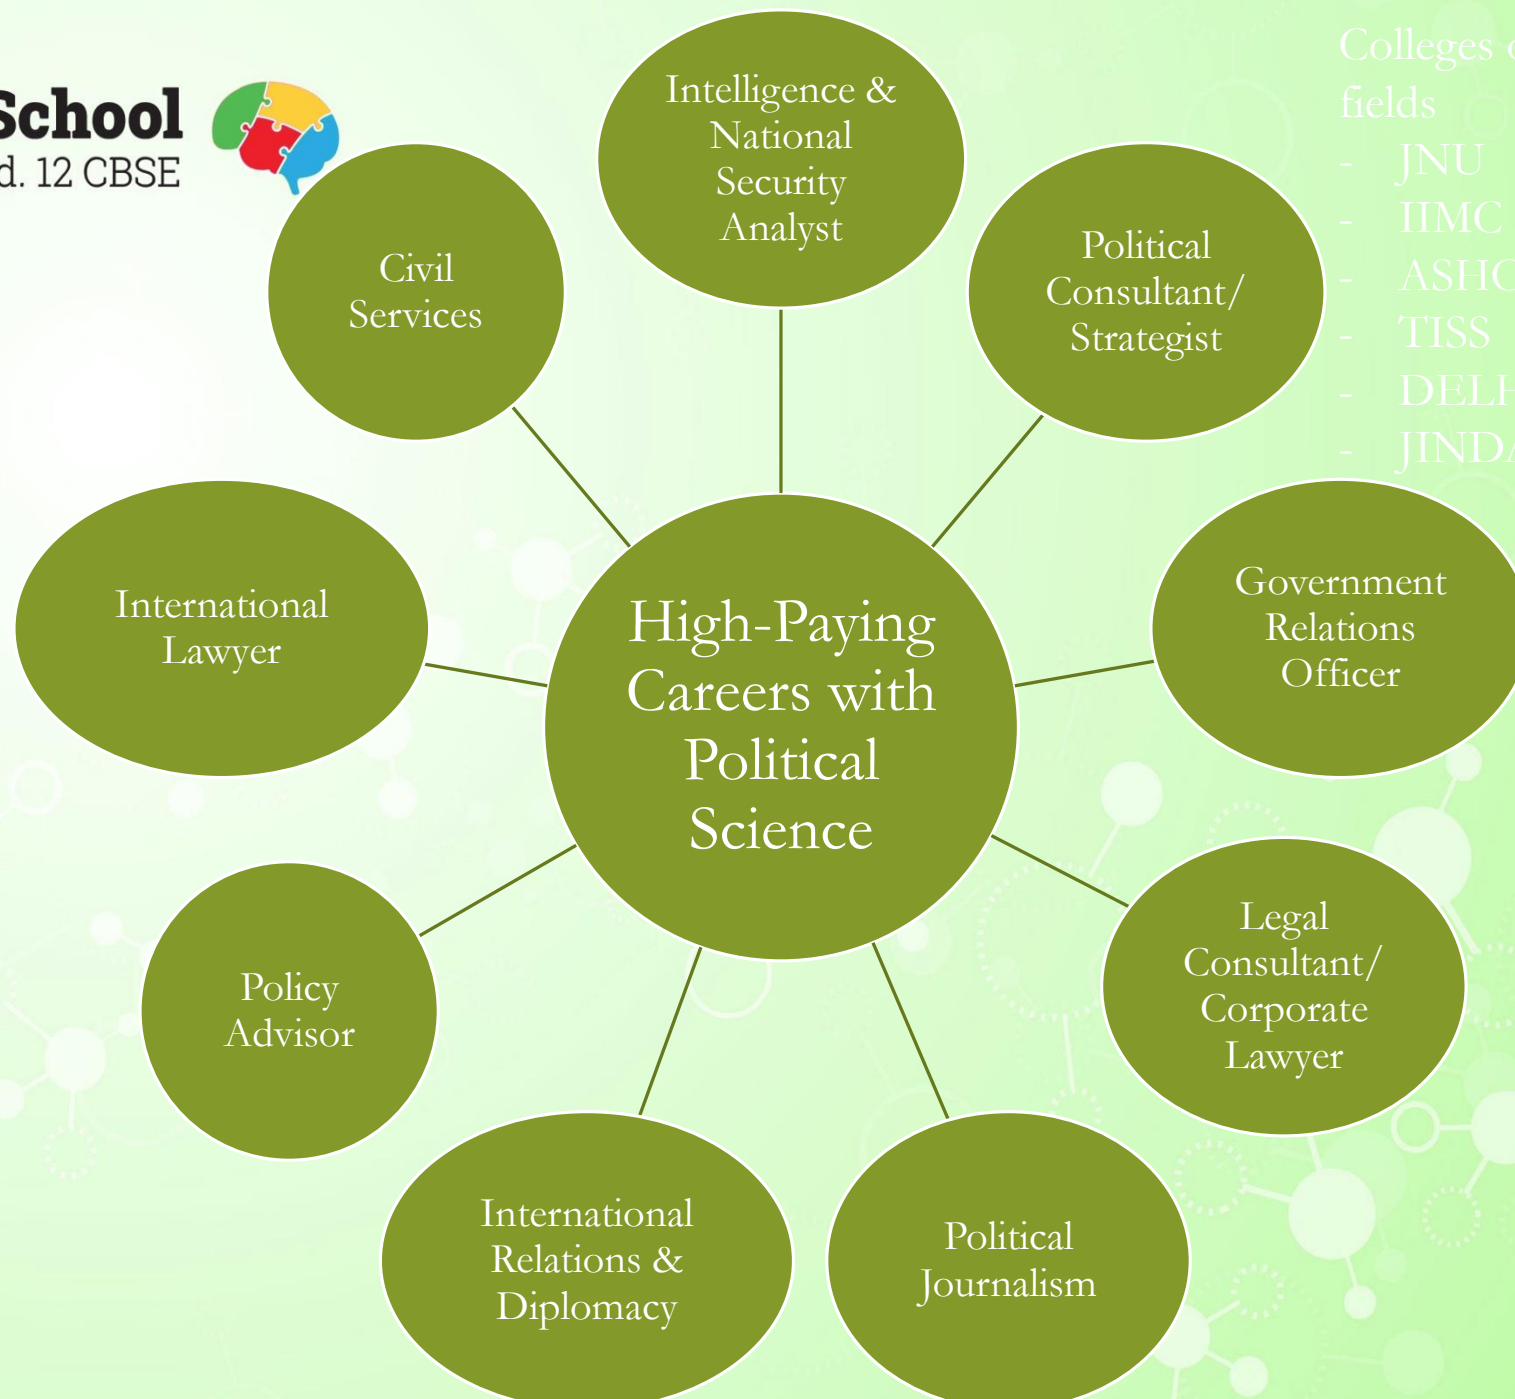 School
d. 12 CBSE
Intelligence &
National
Security
Analyst
Political
Consultant/
Strategist
Government
Relations
Officer
Legal
Consultant/
Corporate
Lawyer
Political
Journalism
International
Relations &
Diplomacy
Policy
Advisor
International
Lawyer
Civil
Services
High-Paying
Careers with
Political
Science
Colleges
fields
- JNU
- IIMC
-
- TISS
-
-